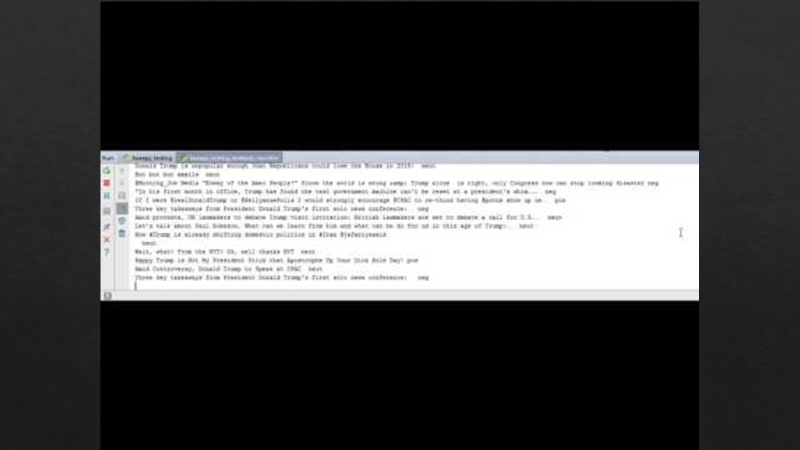 Run
Donald Trump is unpopular enough that Republicans could lose the House in 2018: neut
But but but emails neut
@Morning_Joe Media "Enemy of the Amer People?" Since the world is wrong &amp; Trump alone is right, only Congress now can stop looming disaster neg
"In his first month in office, Trump has found the vast government machine can't be reset at a president's whim... neg
If I were @realDonaldTrump or @KellyannePolls I would strongly encourage @CPAC to re-think having @ show up as... pos
Three key takeaways from President Donald Trump's first solo news conference: neg
Amid protests, UK lawmakers to debate Trump visit invitation: British lawmakers are set to debate a call for U.S... neut
Let's talk about Paul Robeson. What can we learn from him and what can he do for us in this age of Trump?. neut
How #Trump is already shifting domestic politics in #Iran
neut
Wait, what? From the NYT? Oh, well thanks NYT neut
Happy Trump is Not My President Stick that Apostrophe Up Your Dick Hole Day! pos
Amid Controversy, Donald Trump to Speak at CPAC neut
Three key takeaways from President Donald Trump's first solo news conference: neg